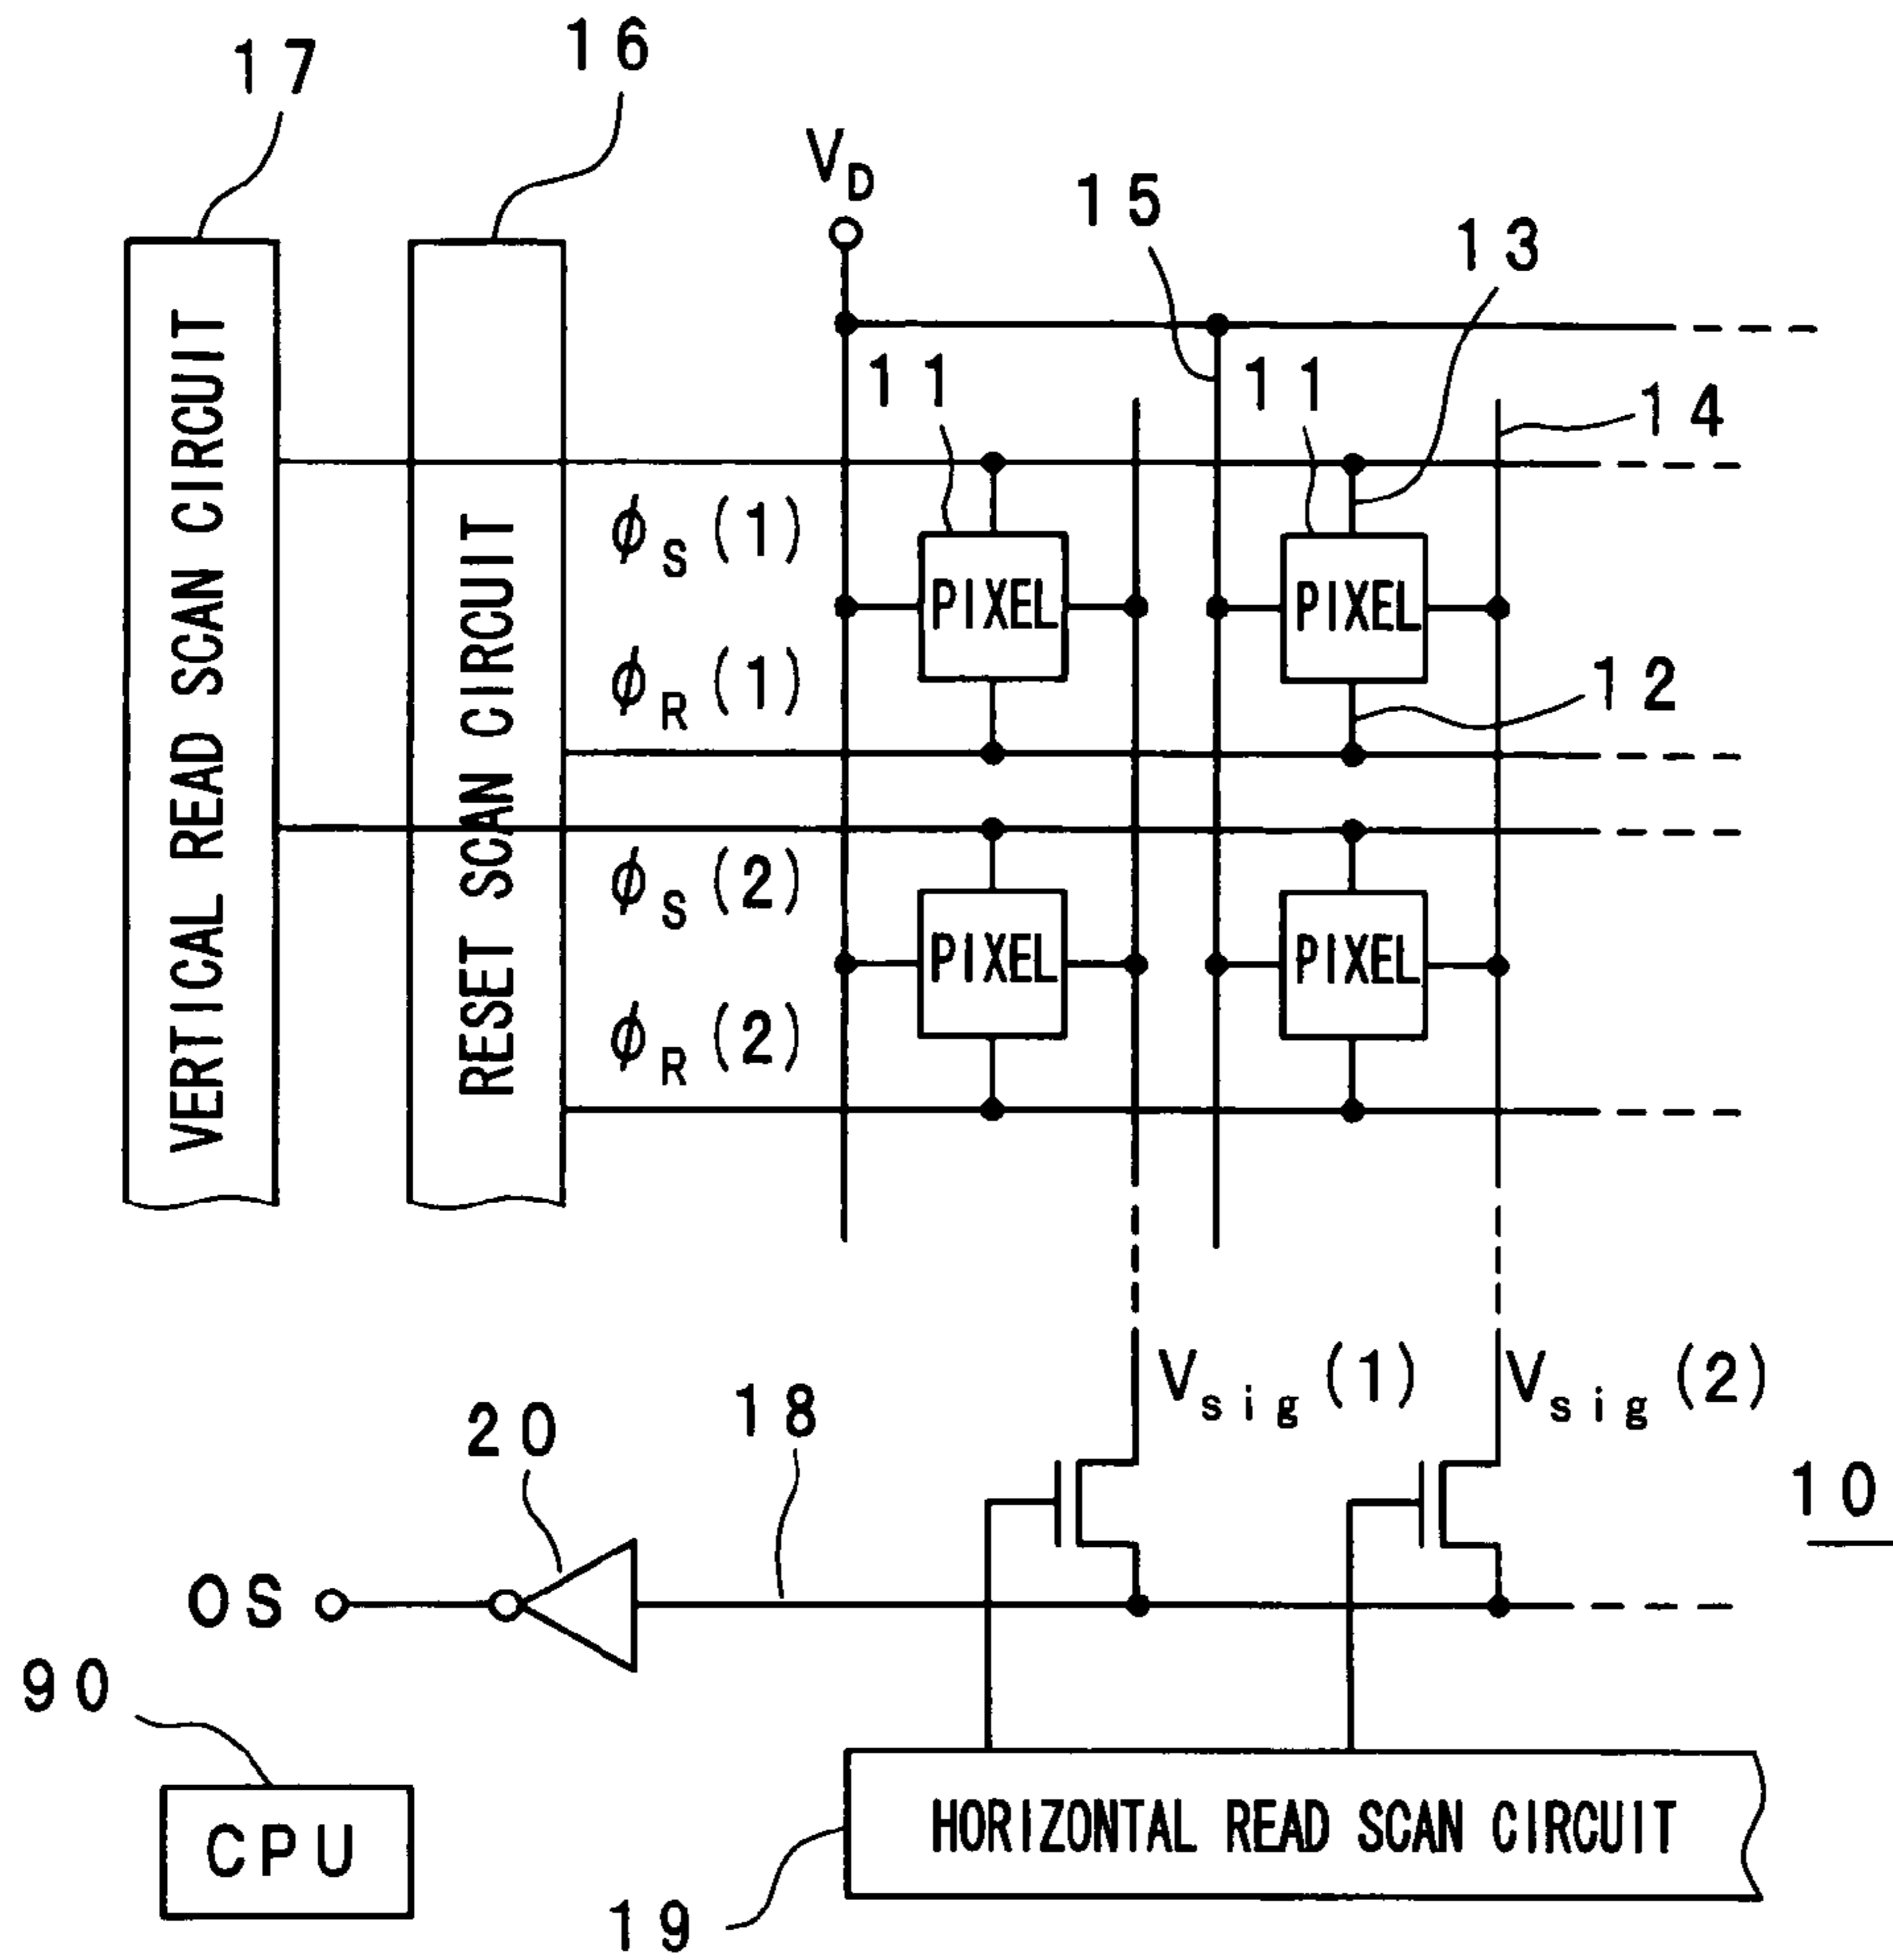 17
16
V_D
15
13
11
11
14
VERTICAL READ SCAN CIRCUIT
RESET SCAN CIRCUIT
ϕ_S (1)
PIXEL
PIXEL
ϕ_R (1)
12
ϕ_S (2)
PIXEL
PIXEL
ϕ_R (2)
V_sig (1)
V_sig (2)
18
20
10
OS
90
CPU
HORIZONTAL READ SCAN CIRCUIT
19